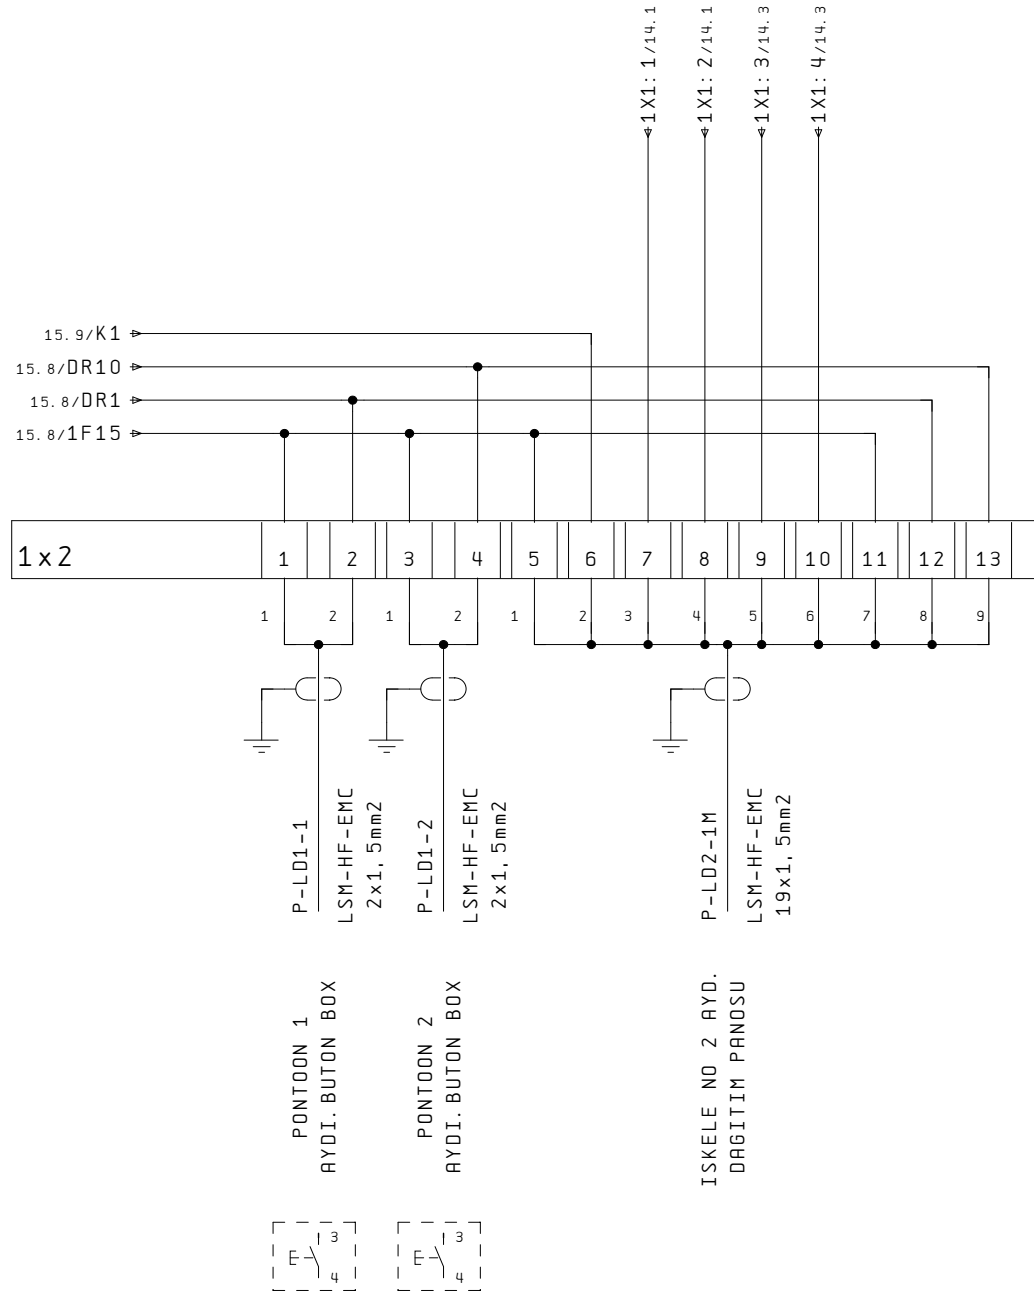 1X1: 1/14.1
1X1: 2/14.1
1X1: 3/14.3
1X1: 4/14.3
15.9/K1
15.8/DR10
15.8/DR1
15.8/1F15
1x2
1 2 3 4 5 6 7 8 9 10 11 12 13
1 2 1 2 1 2 3 4 5 6 7 8 9
P-LD1-1
LSM-HF-EMC
2x1,5mm2
P-LD1-2
LSM-HF-EMC
2x1,5mm2
P-LD2-1M
LSM-HF-EMC
19x1,5mm2
PONTOON 1
AYDI.BUTON BOX
PONTOON 2
AYDI.BUTON BOX
ISKELE NO 2 AYD.
DAGITIM PANOSU
3
4
3
4